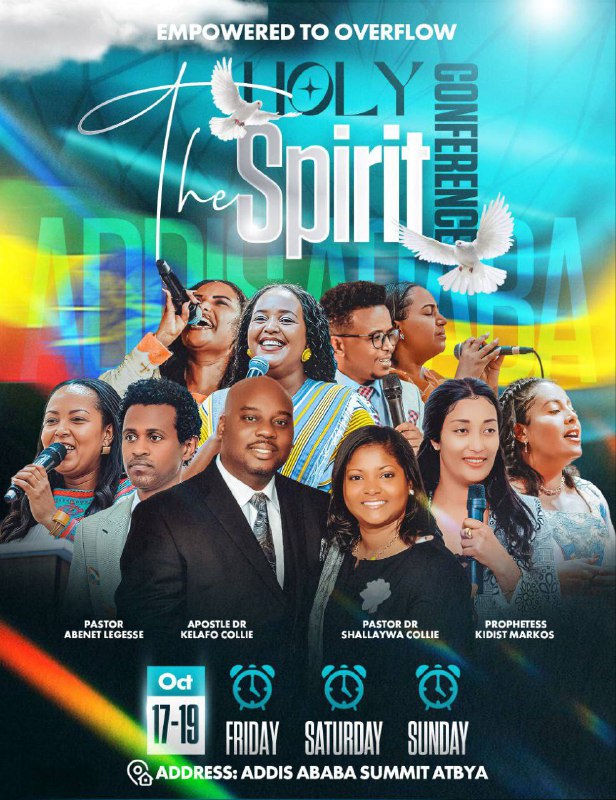 EMPOWERED TO OVERFLOW
The HOLY
Spirit
CONFERENCE
ADDIS ABABA
PASTOR
ABENET LEGESSE
APOSTLE DR
KELAFO COLLIE
PASTOR DR
SHALLAYWA COLLIE
PROPHETESS
KIDIST MARKOS
Oct
17-19
FRIDAY
SATURDAY
SUNDAY
ADDRESS: ADDIS ABABA SUMMIT ATBYA